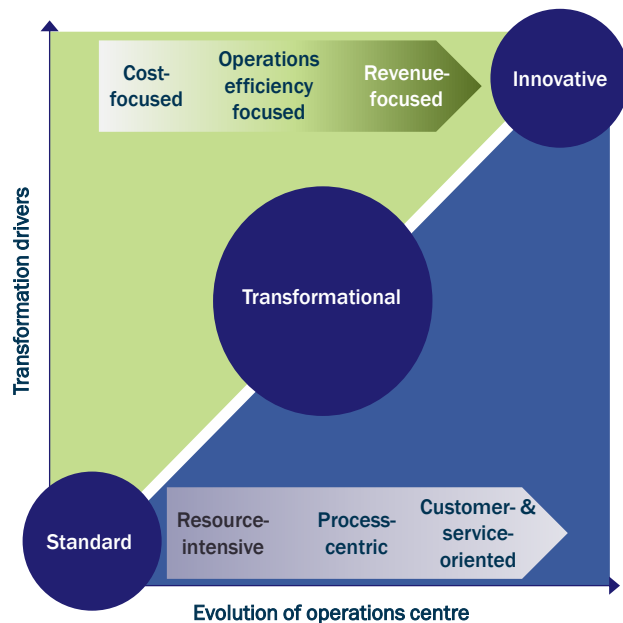 Cost-
focused
Operations
efficiency
focused
Revenue-
focused
Innovative
Transformation drivers
Transformational
Standard
Resource-
intensive
Process-
centric
Customer- &
service-
oriented
Evolution of operations centre